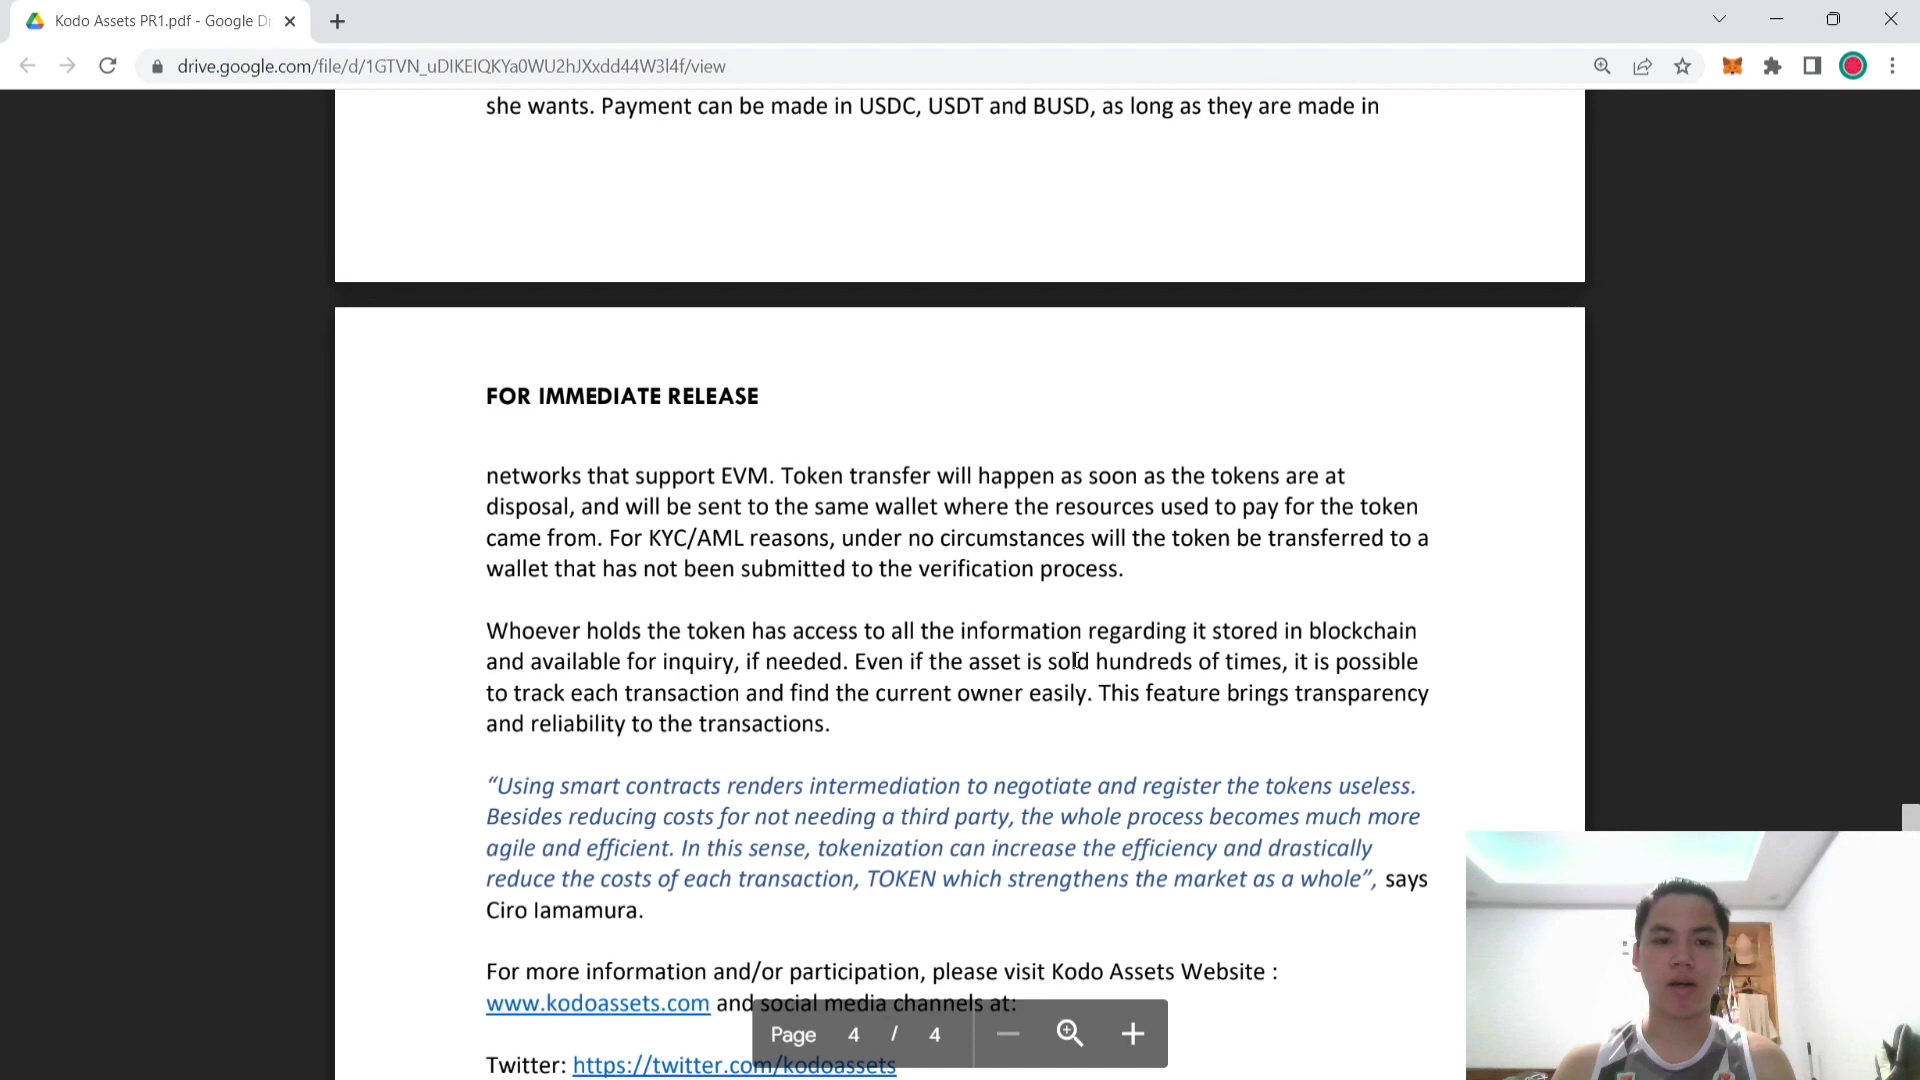 Kodo Assets PR1.pdf - Google Dr
drive.google.com/file/d/1GTVN_uDIKEIQKYa0WU2hJXxdd44W3l4f/view
she wants. Payment can be made in USDC, USDT and BUSD, as long as they are made in
FOR IMMEDIATE RELEASE
networks that support EVM. Token transfer will happen as soon as the tokens are at
disposal, and will be sent to the same wallet where the resources used to pay for the token
came from. For KYC/AML reasons, under no circumstances will the token be transferred to a
wallet that has not been submitted to the verification process.
Whoever holds the token has access to all the information regarding it stored in blockchain
and available for inquiry, if needed. Even if the asset is sold hundreds of times, it is possible
to track each transaction and find the current owner easily. This feature brings transparency
and reliability to the transactions.
“Using smart contracts renders intermediation to negotiate and register the tokens useless.
Besides reducing costs for not needing a third party, the whole process becomes much more
agile and efficient. In this sense, tokenization can increase the efficiency and drastically
reduce the costs of each transaction, TOKEN which strengthens the market as a whole”, says
Ciro Iamamura.
For more information and/or participation, please visit Kodo Assets Website :
www.kodoassets.com and social media channels at:
Page 4 / 4
Twitter: https://twitter.com/kodoassets